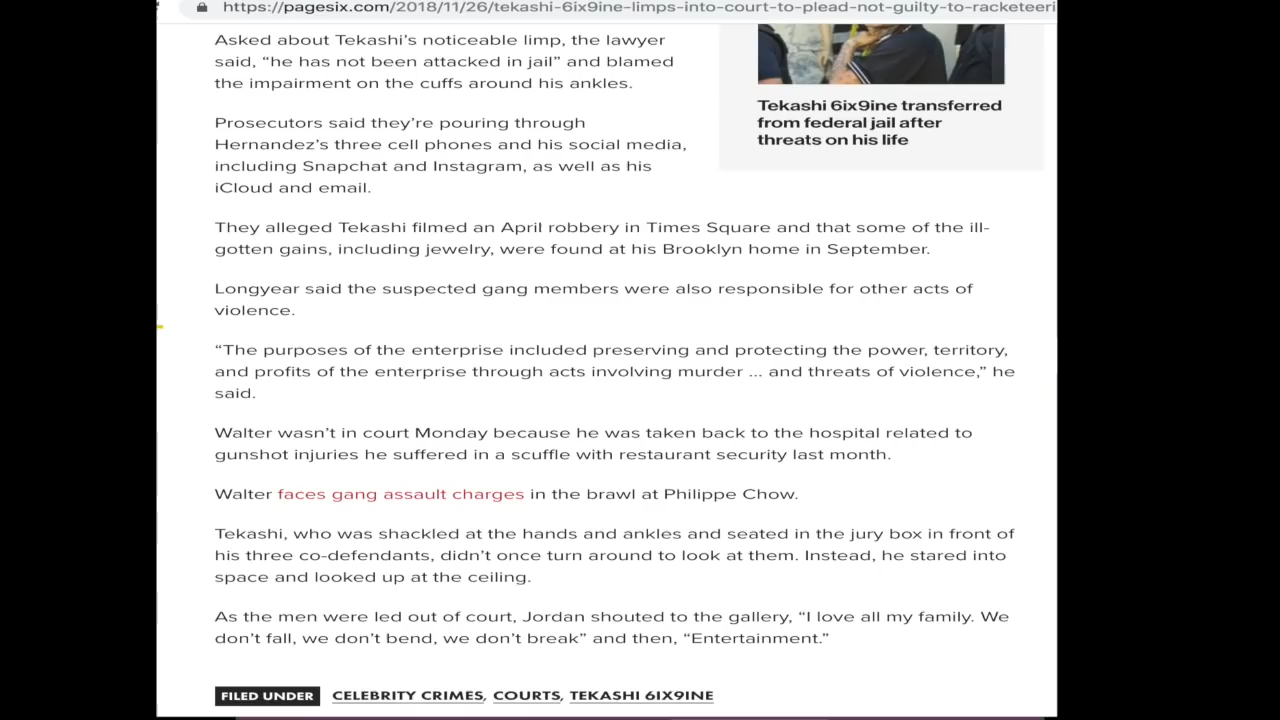 https://pagesix.com/2018/11/26/tekashi-6ix9ine-limps-into-court-to-plead-not-guilty-to-racketeeri
Asked about Tekashi’s noticeable limp, the lawyer
said, “he has not been attacked in jail” and blamed
the impairment on the cuffs around his ankles.
Prosecutors said they’re pouring through
Hernandez’s three cell phones and his social media,
including Snapchat and Instagram, as well as his
iCloud and email.
Tekashi 6ix9ine transferred
from federal jail after
threats on his life
They alleged Tekashi filmed an April robbery in Times Square and that some of the ill-
gotten gains, including jewelry, were found at his Brooklyn home in September.
Longyear said the suspected gang members were also responsible for other acts of
violence.
“The purposes of the enterprise included preserving and protecting the power, territory,
and profits of the enterprise through acts involving murder ... and threats of violence,” he
said.
Walter wasn’t in court Monday because he was taken back to the hospital related to
gunshot injuries he suffered in a scuffle with restaurant security last month.
Walter faces gang assault charges in the brawl at Philippe Chow.
Tekashi, who was shackled at the hands and ankles and seated in the jury box in front of
his three co-defendants, didn’t once turn around to look at them. Instead, he stared into
space and looked up at the ceiling.
As the men were led out of court, Jordan shouted to the gallery, “I love all my family. We
don’t fall, we don’t bend, we don’t break” and then, “Entertainment.”
FILED UNDER CELEBRITY CRIMES, COURTS, TEKASHI 6IX9INE